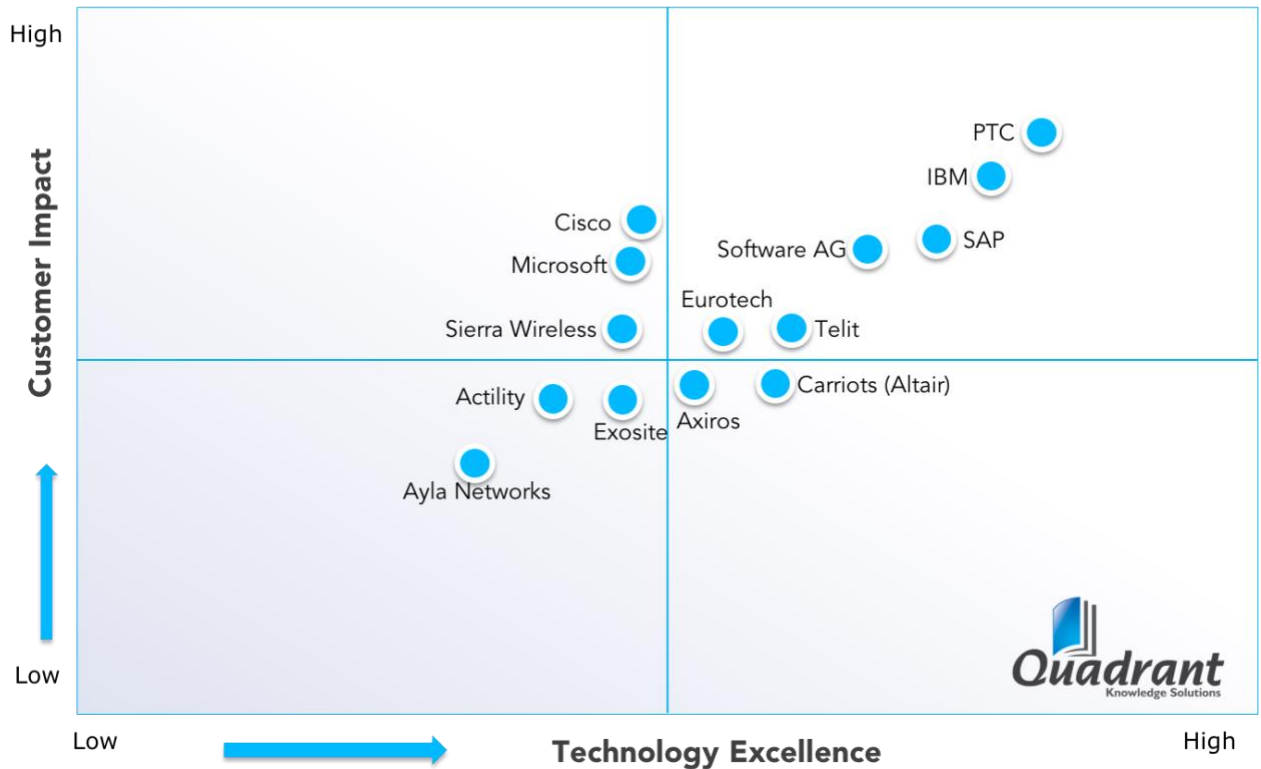 High
PTC
IBM
Cisco
Software AG
SAP
Microsoft
Eurotech
Sierra Wireless
Telit
Customer Impact
Actility
Carriots (Altair)
Exosite
Axiros
Ayla Networks
Low
Quadrant
Knowledge Solutions
Low
Technology Excellence
High